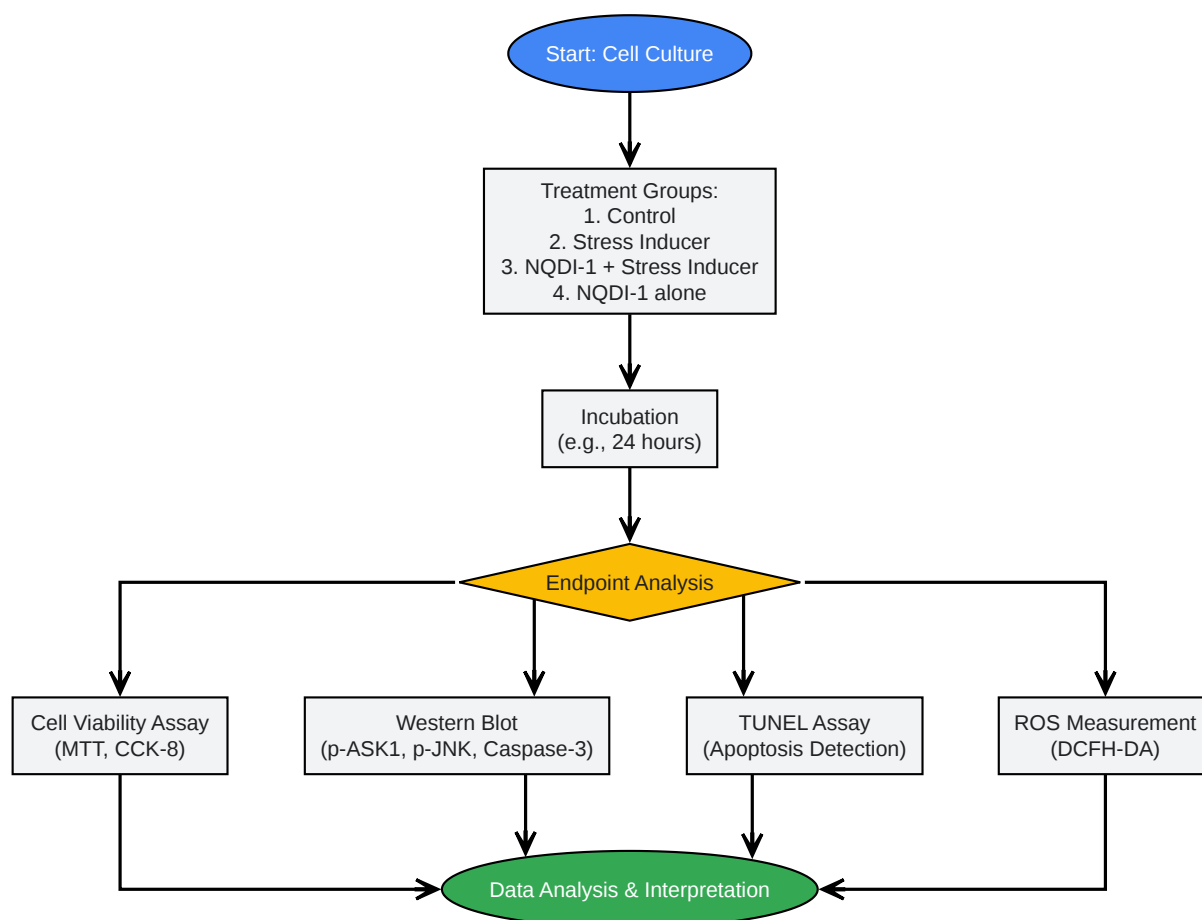 Start: Cell Culture
Treatment Groups:
1. Control
2. Stress Inducer
3. NQDI-1 + Stress Inducer
4. NQDI-1 alone
Incubation
(e.g., 24 hours)
Endpoint Analysis
Cell Viability Assay
(MTT, CCK-8)
Western Blot
(p-ASK1, p-JNK, Caspase-3)
TUNEL Assay
(Apoptosis Detection)
ROS Measurement
(DCFH-DA)
Data Analysis & Interpretation